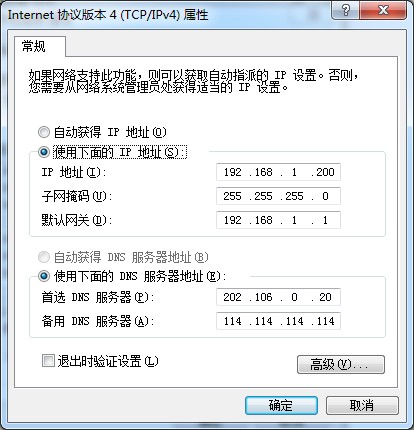 Internet 协议版本 4 (TCP/IPv4) 属性
常规
如果网络支持此功能，则可以获取自动指派的 IP 设置。否则，
您需要从网络系统管理员处获得适当的 IP 设置。
自动获得 IP 地址(O)
使用下面的 IP 地址(S):
IP 地址(I): 192 .168 . 1 .200
子网掩码(U): 255 .255 .255 . 0
默认网关(D): 192 .168 . 1 . 1
自动获得 DNS 服务器地址(B)
使用下面的 DNS 服务器地址(E):
首选 DNS 服务器(P): 202 .106 . 0 . 20
备用 DNS 服务器(A): 114 .114 .114 .114
退出时验证设置(L)
高级(V)...
确定 取消